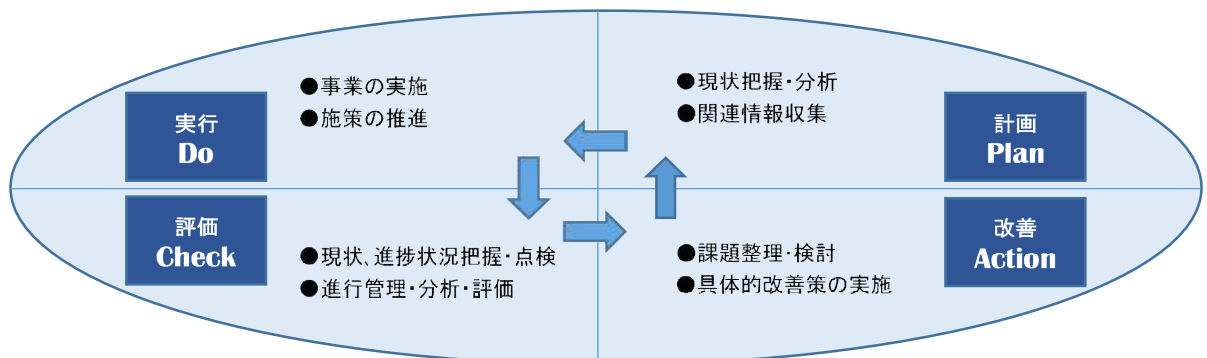 ●事業の実施
●施策の推進
実行
Do
●現状把握・分析
●関連情報収集
計画
Plan
評価
Check
●現状、進捗状況把握・点検
●進行管理・分析・評価
●課題整理・検討
●具体的改善策の実施
改善
Action